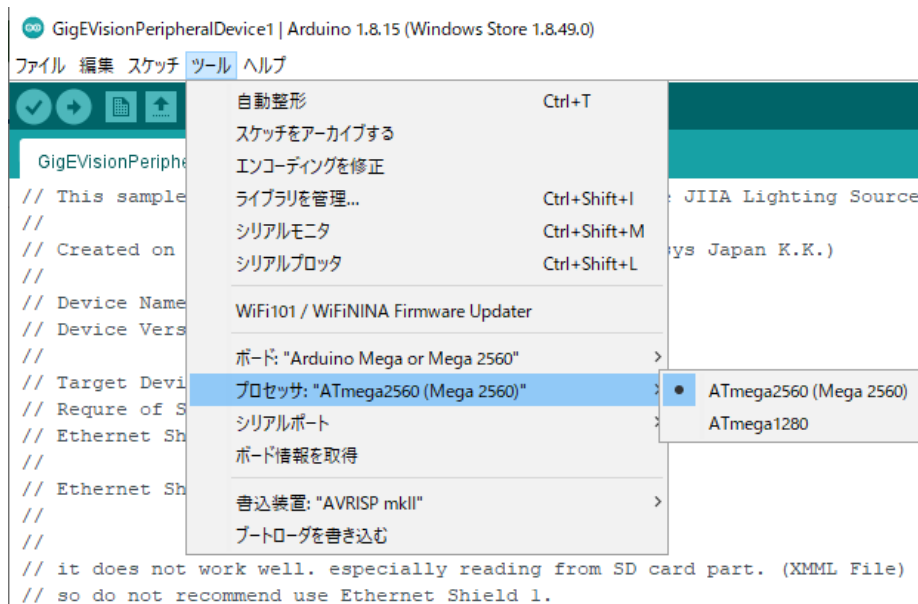 GigEVisionPeripheralDevice1 | Arduino 1.8.15 (Windows Store 1.8.49.0)
ファイル 編集 スケッチ ツール ヘルプ
自動整形 Ctrl+T
スケッチをアーカイブする
エンコーディングを修正
ライブラリを管理... Ctrl+Shift+I
シリアルモニタ Ctrl+Shift+M
シリアルプロッタ Ctrl+Shift+L
WiFi101 / WiFiNINA Firmware Updater
ボード: "Arduino Mega or Mega 2560"
プロセッサ: "ATmega2560 (Mega 2560)"
シリアルポート
ボード情報を取得
書込装置: "AVRISP mkII"
ブートローダを書き込む
ATmega2560 (Mega 2560)
ATmega1280
GigEVisionPeriphe
// This sample JIIA Lighting Source
//
// Created on sys Japan K.K.)
//
// Device Name
// Device Vers
//
// Target Devi
// Requre of S
// Ethernet Sh
//
// Ethernet Sh
//
//
// it does not work well. especially reading from SD card part. (XMML File)
// so do not recommend use Ethernet Shield 1.